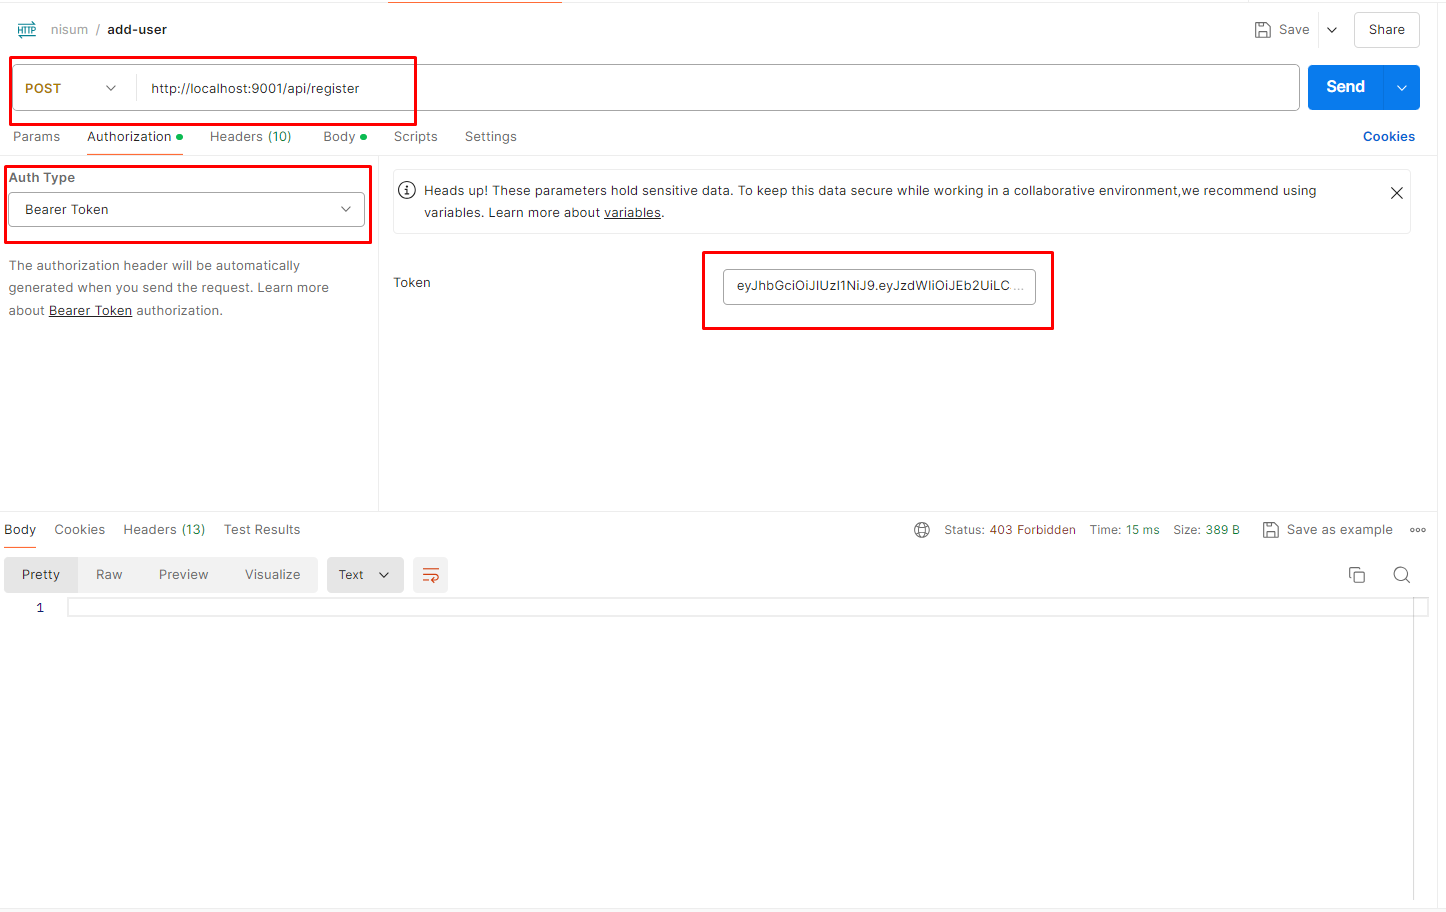 HTTP nisum / add-user Save Share
POST http://localhost:9001/api/register Send
Params Authorization Headers (10) Body Scripts Settings Cookies
Auth Type
Bearer Token
The authorization header will be automatically
generated when you send the request. Learn more
about Bearer Token authorization.
Heads up! These parameters hold sensitive data. To keep this data secure while working in a collaborative environment,we recommend using
variables. Learn more about variables.
Token eyJhbGciOiJIUzI1NiJ9.eyJzdWIiOiJEb2UiLC ...
Body Cookies Headers (13) Test Results Status: 403 Forbidden Time: 15 ms Size: 389 B Save as example
Pretty Raw Preview Visualize Text
1